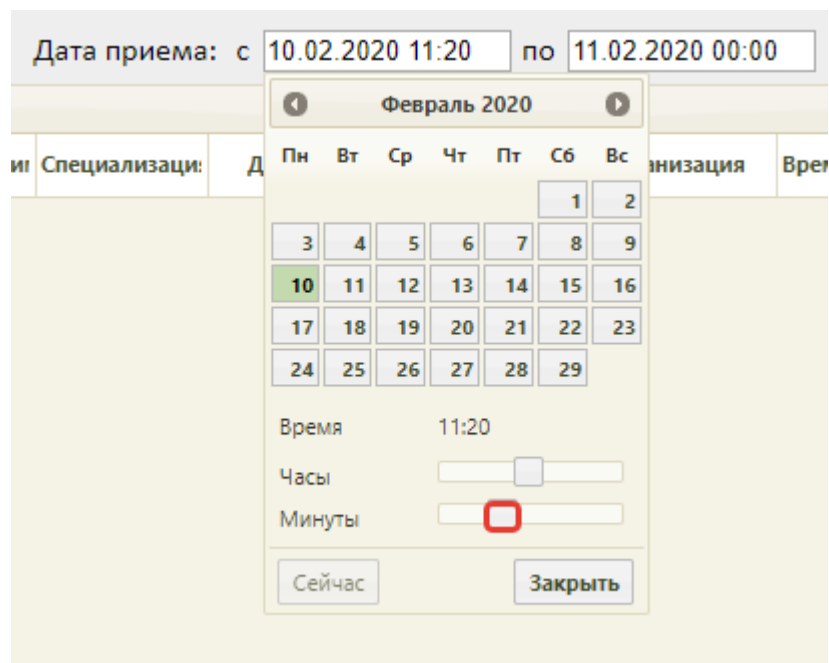 Дата приема: с 10.02.2020 11:20 по 11.02.2020 00:00
Февраль 2020
Специализаци Д Пн Вт Ср Чт Пт Сб Вс низация Врем
1 2
3 4 5 6 7 8 9
10 11 12 13 14 15 16
17 18 19 20 21 22 23
24 25 26 27 28 29
Время 11:20
Часы
Минуты
Сейчас Закрыть